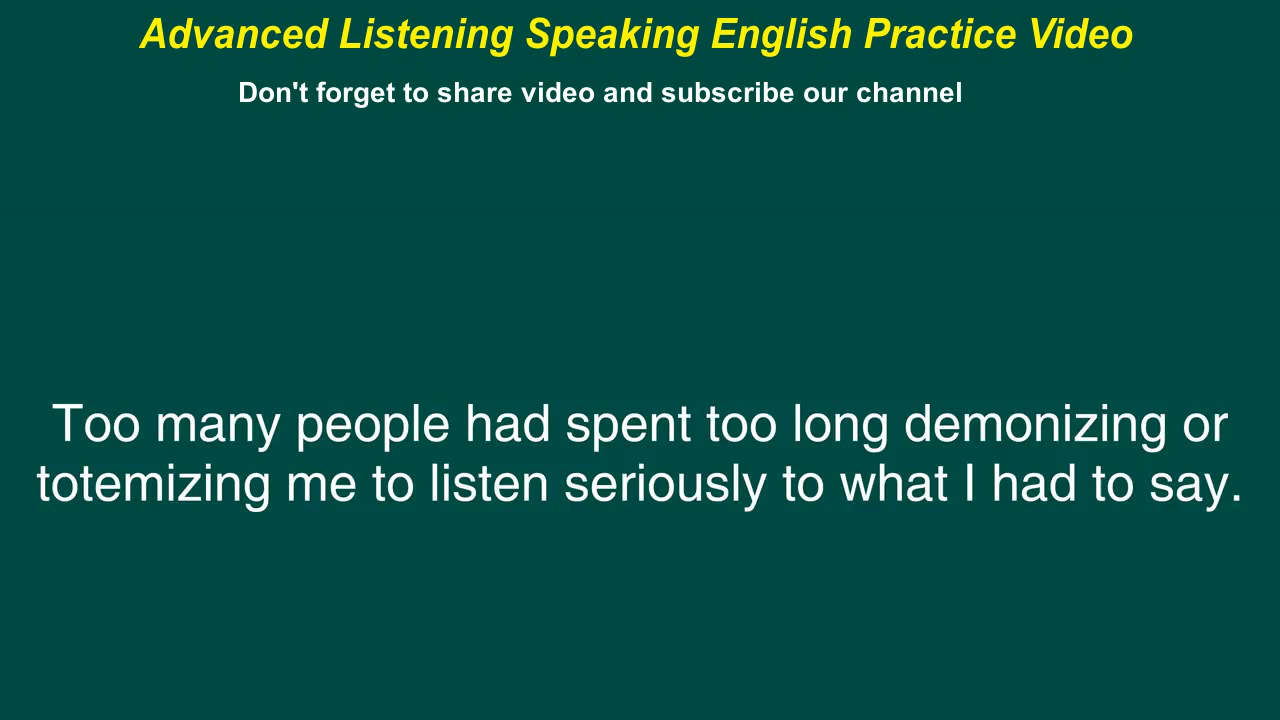 Advanced Listening Speaking English Practice Video
Don't forget to share video and subscribe our channel
Too many people had spent too long demonizing or
totemizing me to listen seriously to what I had to say.